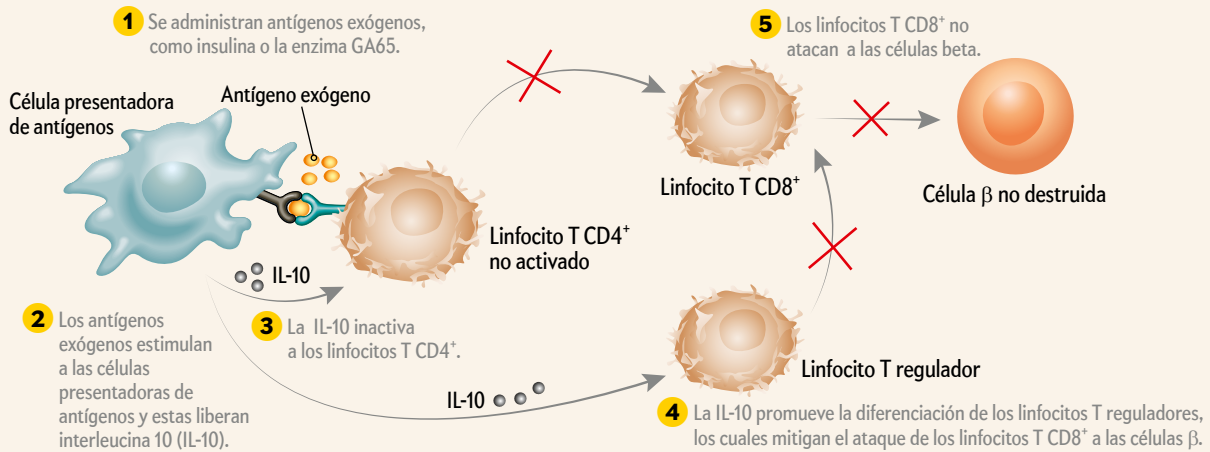 1 Se administran antígenos exógenos,
como insulina o la enzima GA65.
Célula presentadora
de antígenos
Antígeno exógeno
Linfocito T CD4⁺
no activado
IL-10
2 Los antígenos
exógenos estimulan
a las células
presentadoras de
antígenos y estas liberan
interleucina 10 (IL-10).
3 La IL-10 inactiva
a los linfocitos T CD4⁺.
IL-10
Linfocito T regulador
4 La IL-10 promueve la diferenciación de los linfocitos T reguladores,
los cuales mitigan el ataque de los linfocitos T CD8⁺ a las células β.
5 Los linfocitos T CD8⁺ no
atacan a las células beta.
Linfocito T CD8⁺
Célula β no destruida